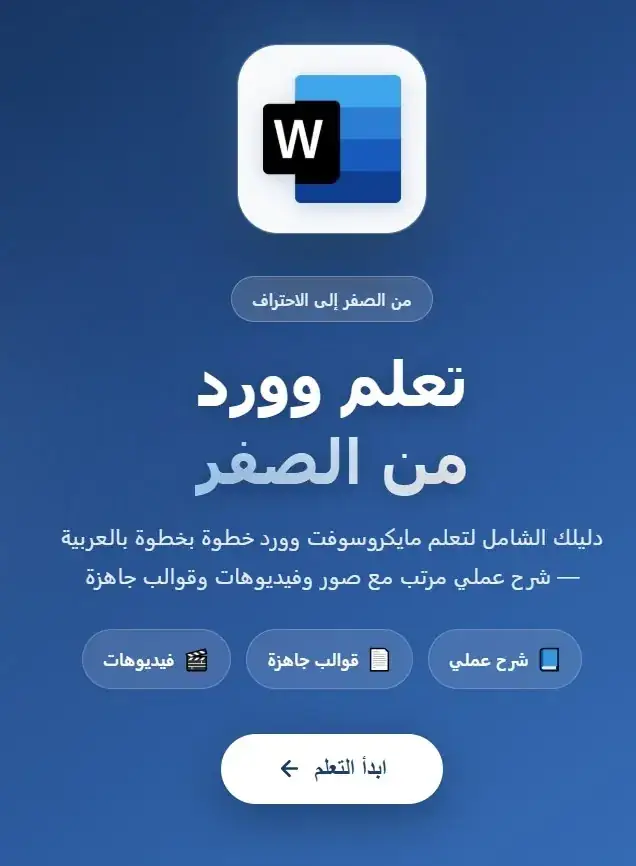 W
من الصفر إلى الاحتراف
تعلم وورد
من الصفر
دليلك الشامل لتعلم مايكروسوفت وورد خطوة بخطوة بالعربية
— شرح عملي مرتب مع صور وفيديوهات وقوالب جاهزة
📘 شرح عملي
📄 قوالب جاهزة
🎬 فيديوهات
ابدأ التعلم ←